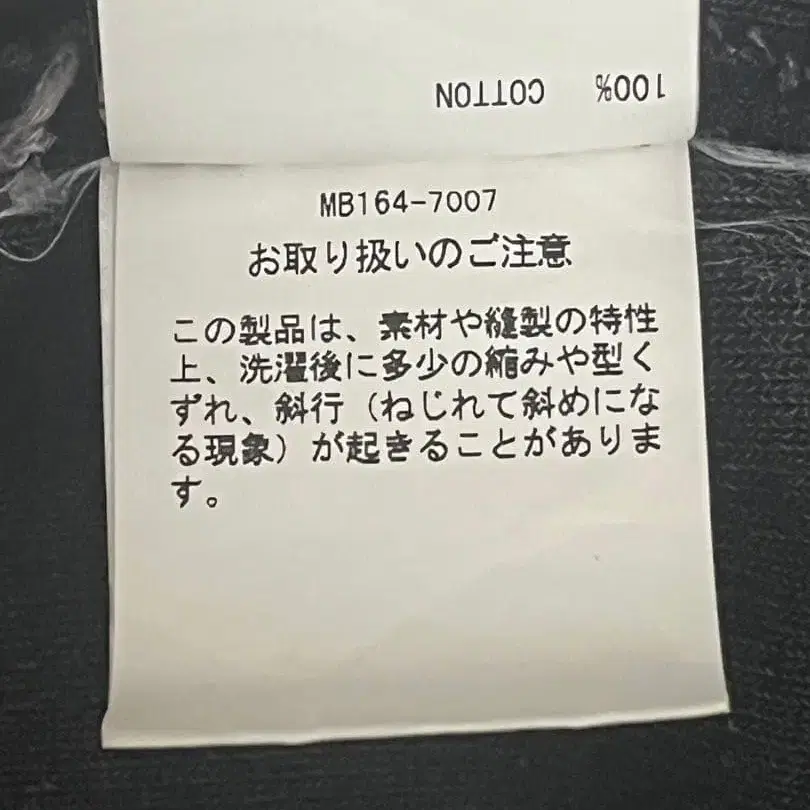 100% COTTON
MB164-7007
お取り扱いのご注意
この製品は、素材や縫製の特性
上、洗濯後に多少の縮みや型く
ずれ、斜行（ねじれて斜めにな
る現象）が起きることがありま
す。